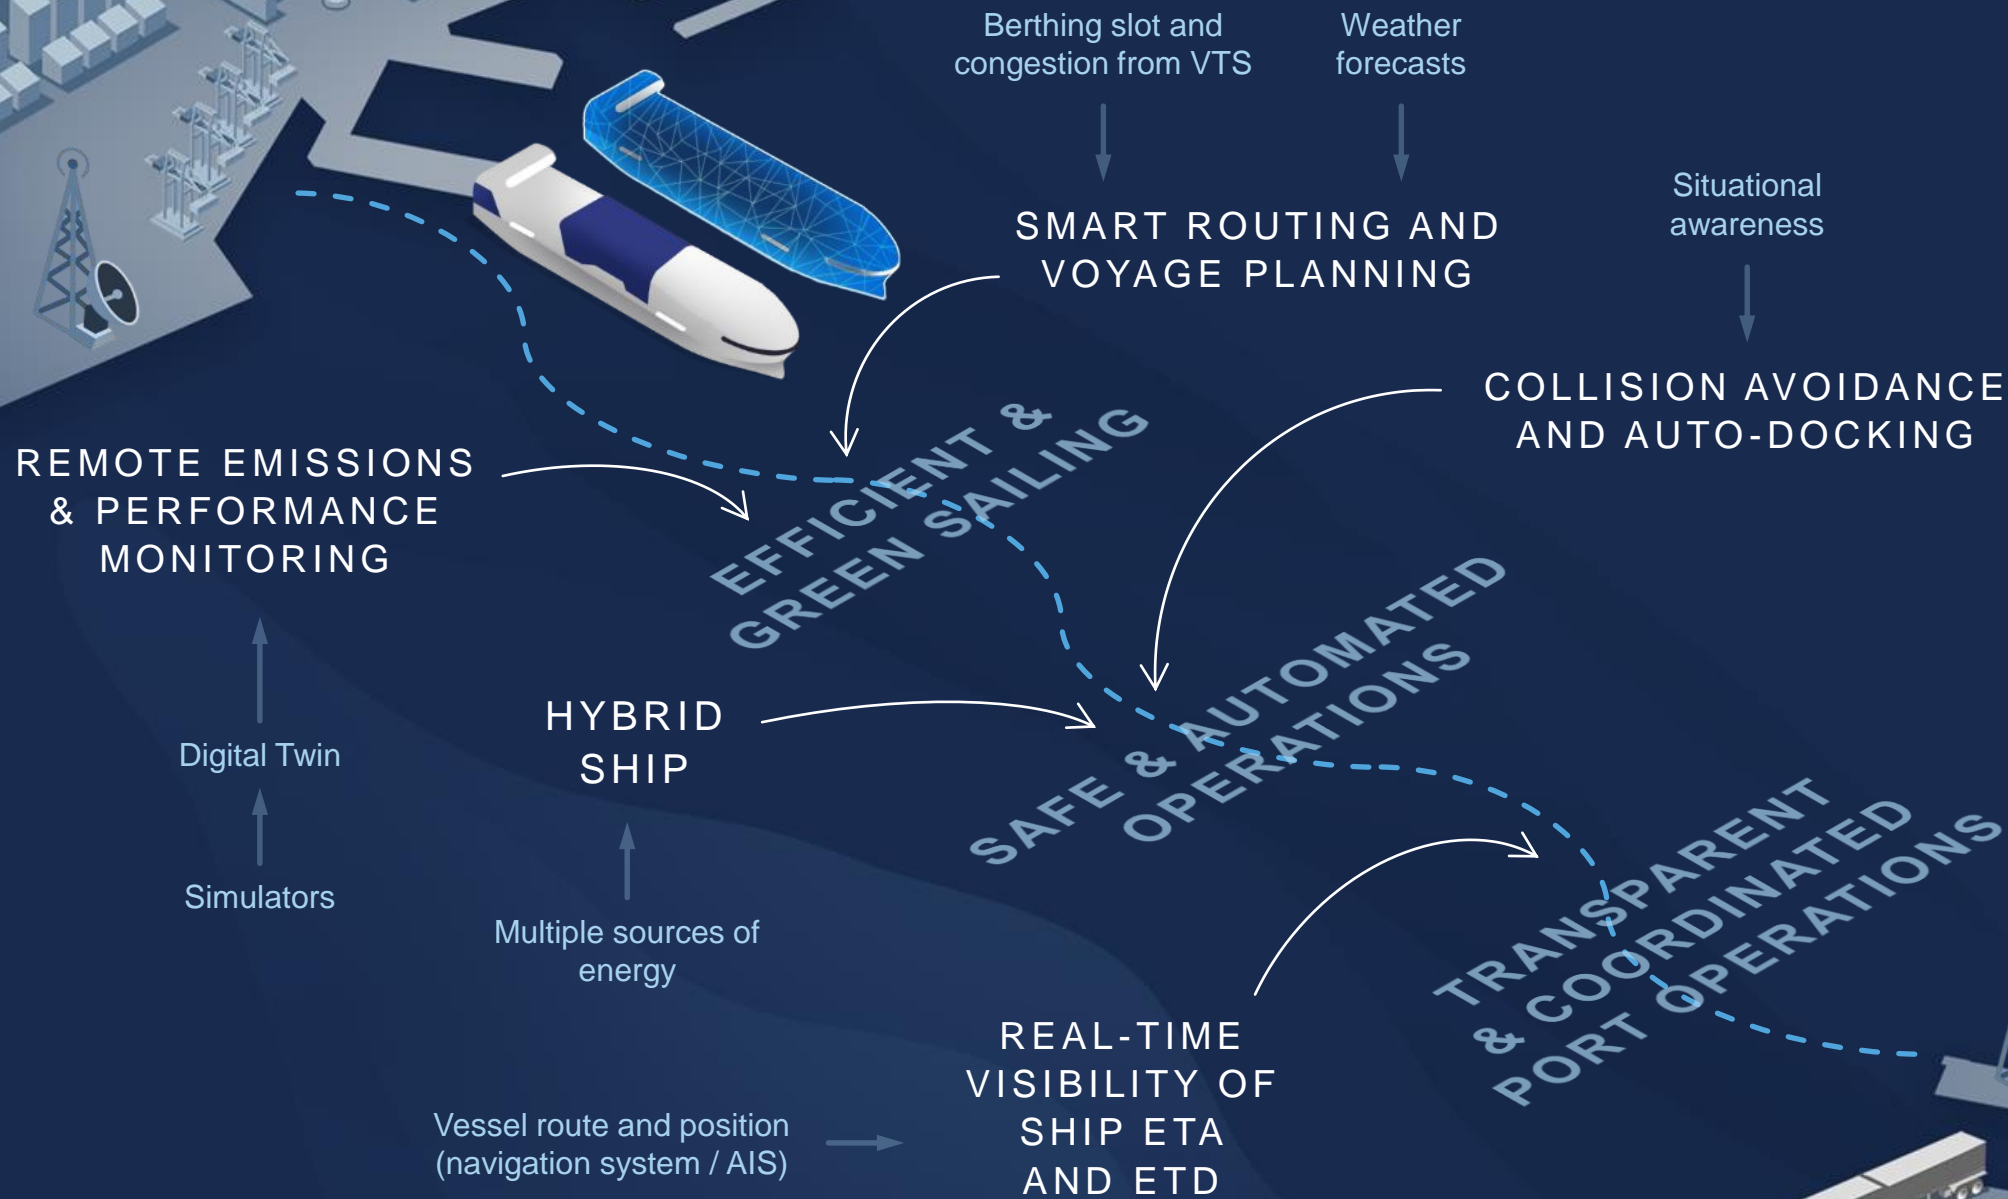 Berthing slot and
congestion from VTS
Weather
forecasts
Situational
awareness
SMART ROUTING AND
VOYAGE PLANNING
COLLISION AVOIDANCE
AND AUTO-DOCKING
REMOTE EMISSIONS
& PERFORMANCE
MONITORING
EFFICIENT &
GREEN SAILING
Digital Twin
Simulators
HYBRID
SHIP
Multiple sources of
energy
SAFE & AUTOMATED
OPERATIONS
TRANSPARENT
& COORDINATED
PORT OPERATIONS
REAL-TIME
VISIBILITY OF
SHIP ETA
AND ETD
Vessel route and position
(navigation system / AIS)